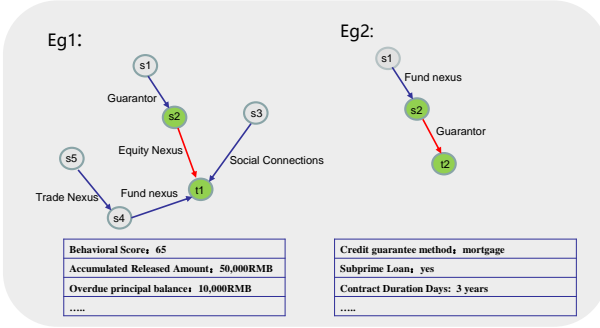 Eg1：
s1
Guarantor
s2
s3
Equity Nexus
Social Connections
s5
t1
Trade Nexus
Fund nexus
s4
Behavioral Score：65
Accumulated Released Amount：50,000RMB
Overdue principal balance：10,000RMB
…..
Eg2:
s1
Fund nexus
s2
Guarantor
t2
Credit guarantee method：mortgage
Subprime Loan：yes
Contract Duration Days: 3 years
…..